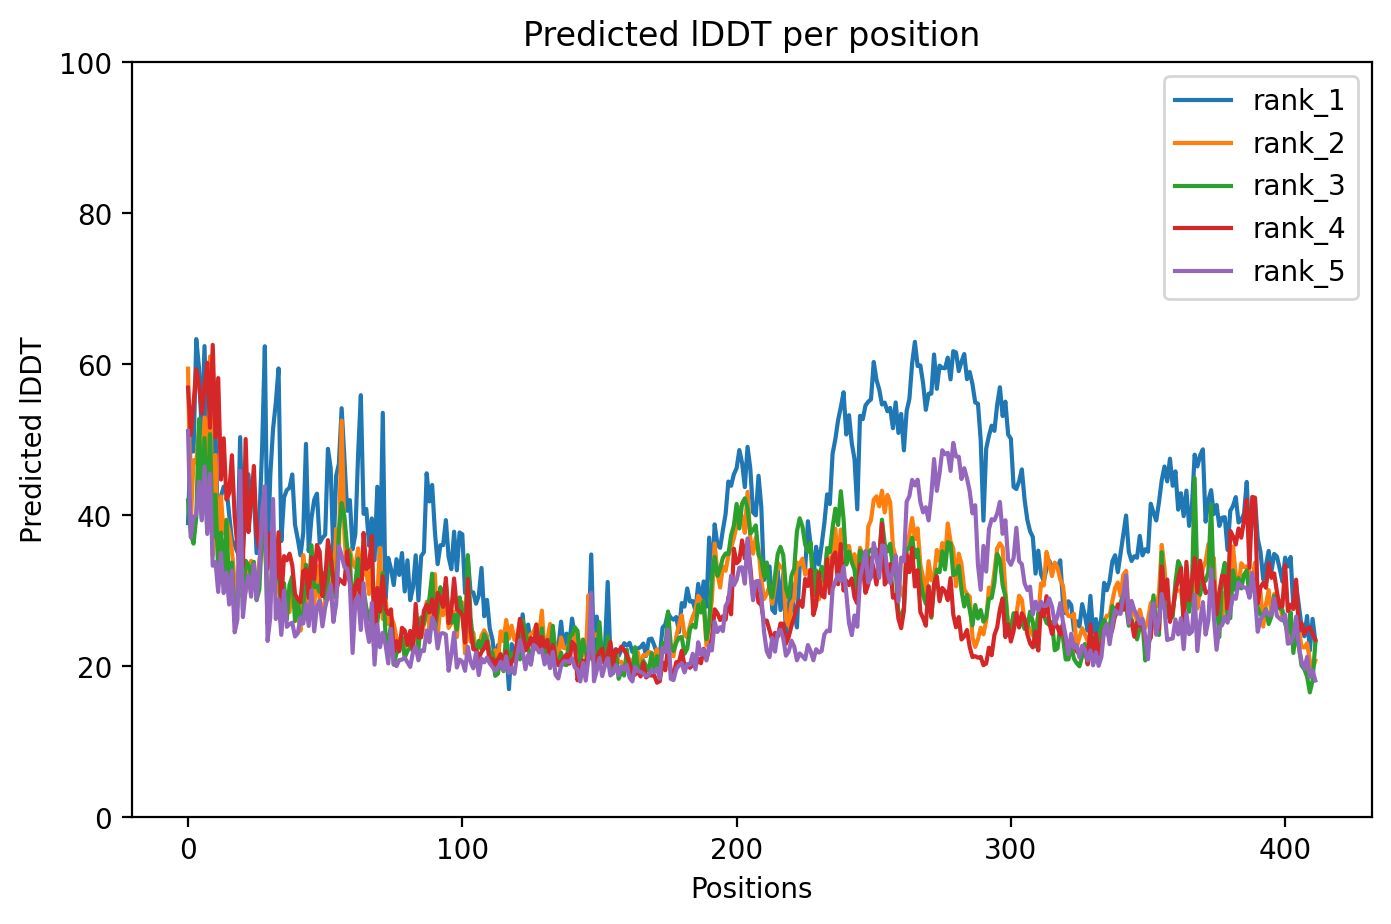 Predicted lDDT per position
100
80
60
40
20
0
Predicted lDDT
0 100 200 300 400
Positions
rank_1
rank_2
rank_3
rank_4
rank_5